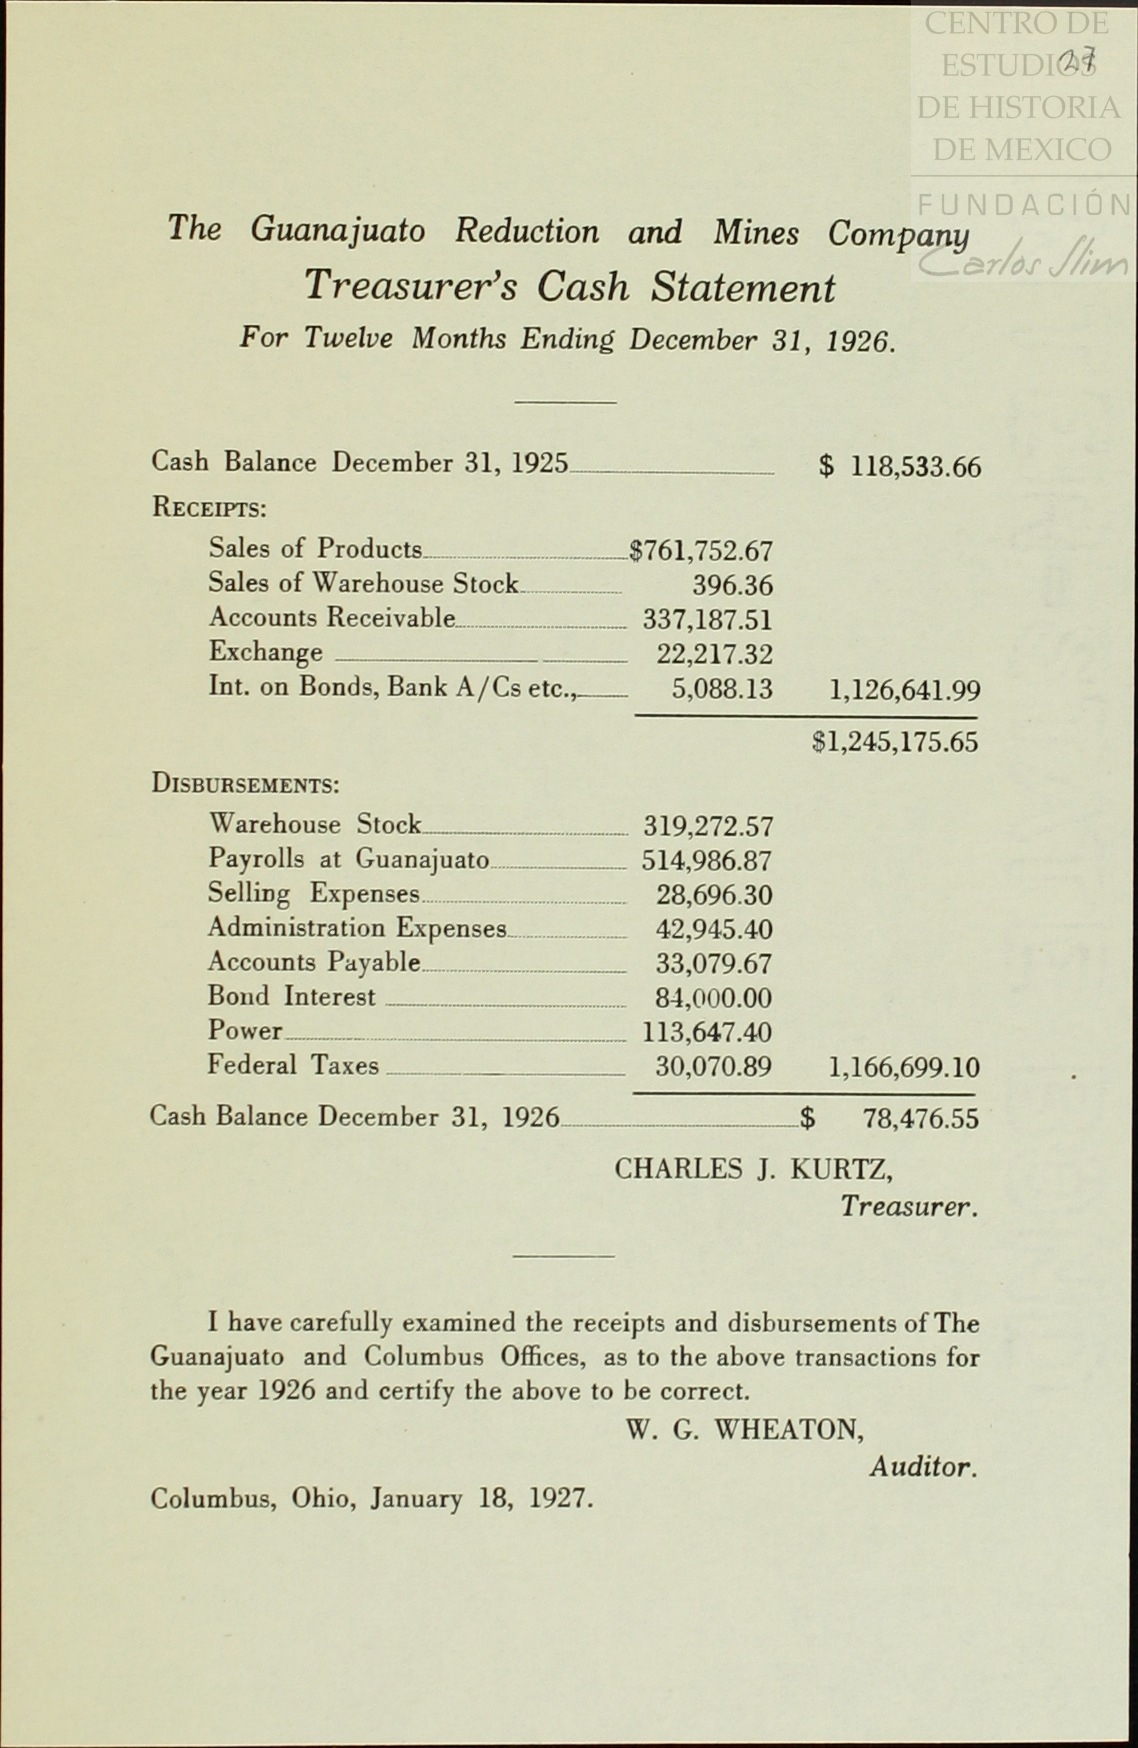 CENTRO DE
ESTUDIOS
DE HISTORIA
DE MEXICO
FUNDACIÓN
Carlos Slim
27
The Guanajuato Reduction and Mines Company
Treasurer's Cash Statement
For Twelve Months Ending December 31, 1926.
Cash Balance December 31, 1925 $ 118,533.66
RECEIPTS:
Sales of Products $761,752.67
Sales of Warehouse Stock 396.36
Accounts Receivable 337,187.51
Exchange 22,217.32
Int. on Bonds, Bank A/Cs etc., 5,088.13 1,126,641.99
$1,245,175.65
DISBURSEMENTS:
Warehouse Stock 319,272.57
Payrolls at Guanajuato 514,986.87
Selling Expenses 28,696.30
Administration Expenses 42,945.40
Accounts Payable 33,079.67
Bond Interest 84,000.00
Power 113,647.40
Federal Taxes 30,070.89 1,166,699.10
Cash Balance December 31, 1926 $ 78,476.55
CHARLES J. KURTZ,
Treasurer.
I have carefully examined the receipts and disbursements of The
Guanajuato and Columbus Offices, as to the above transactions for
the year 1926 and certify the above to be correct.
W. G. WHEATON,
Auditor.
Columbus, Ohio, January 18, 1927.